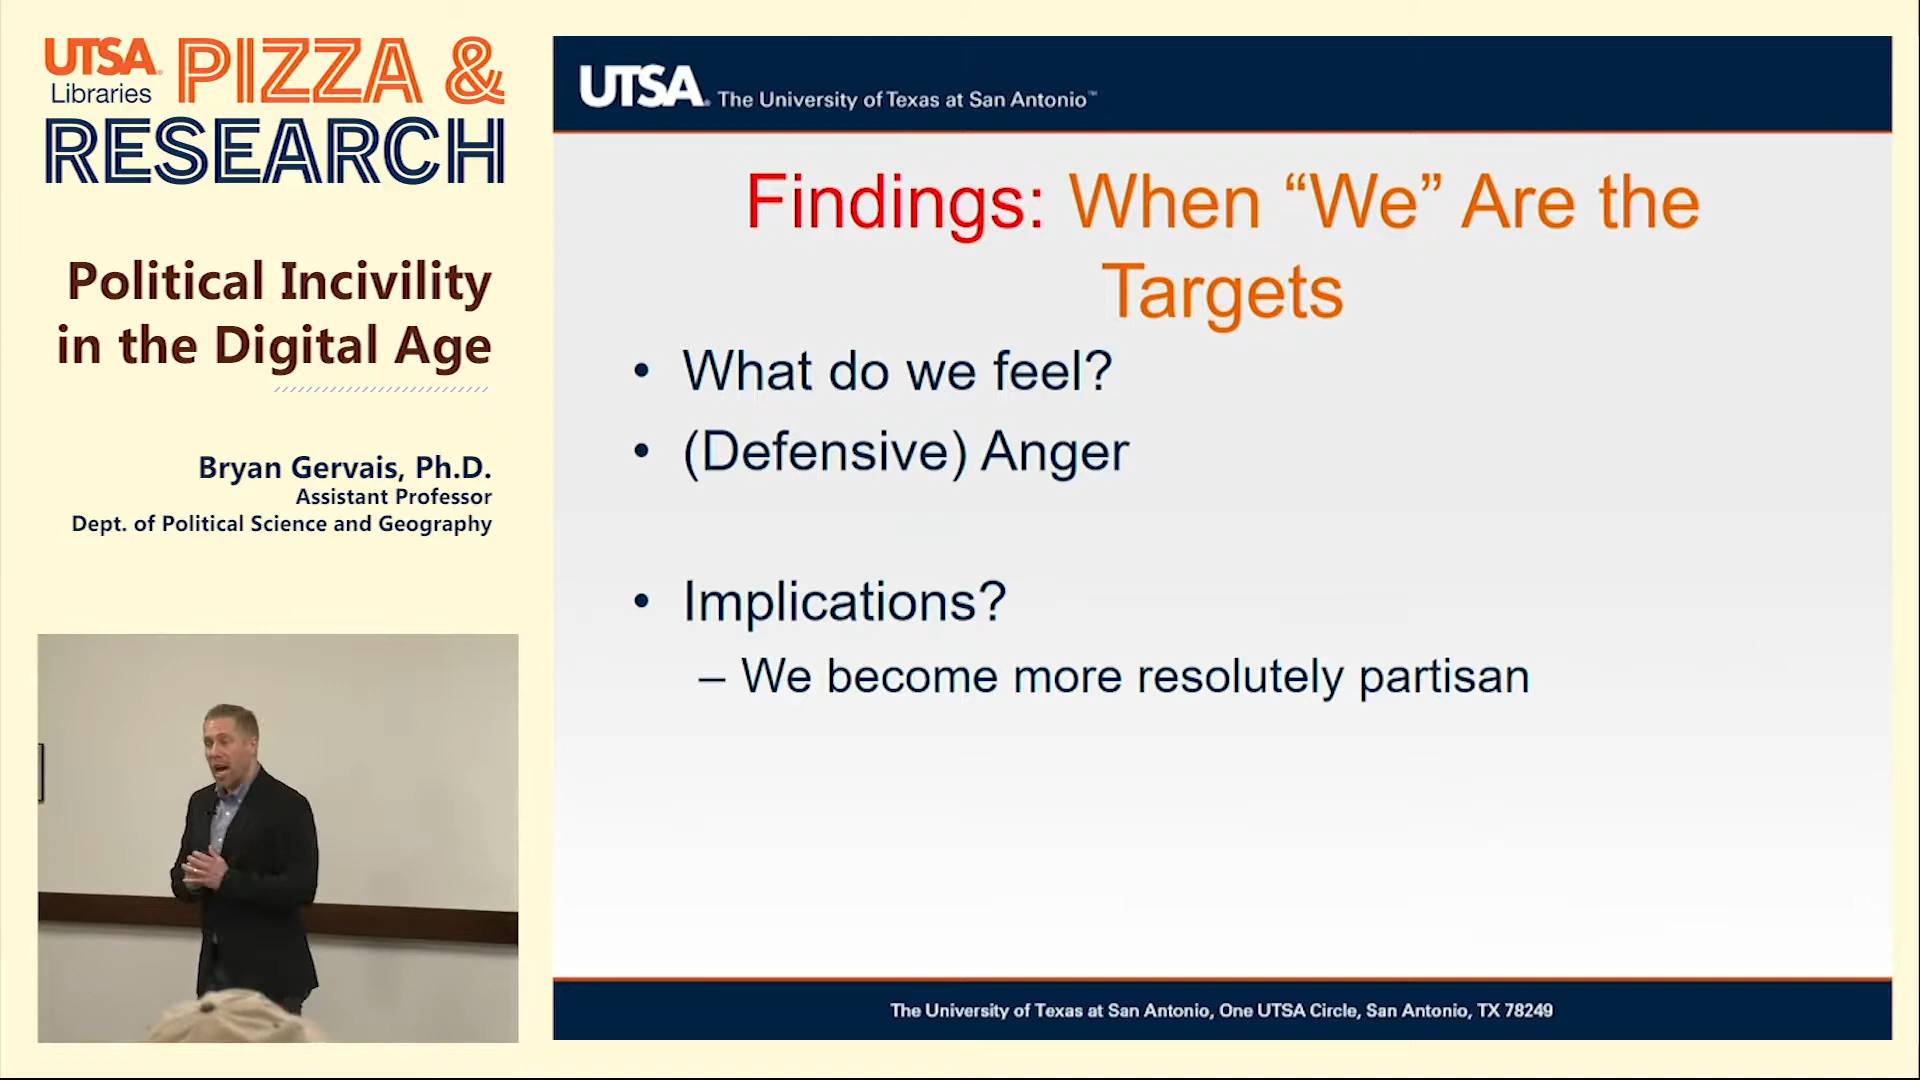 UTSA. PIZZA &
Libraries
RESEARCH
Political Incivility
in the Digital Age
Bryan Gervais, Ph.D.
Assistant Professor
Dept. of Political Science and Geography
UTSA. The University of Texas at San Antonio™
Findings: When “We” Are the
Targets
• What do we feel?
• (Defensive) Anger
• Implications?
– We become more resolutely partisan
The University of Texas at San Antonio, One UTSA Circle, San Antonio, TX 78249